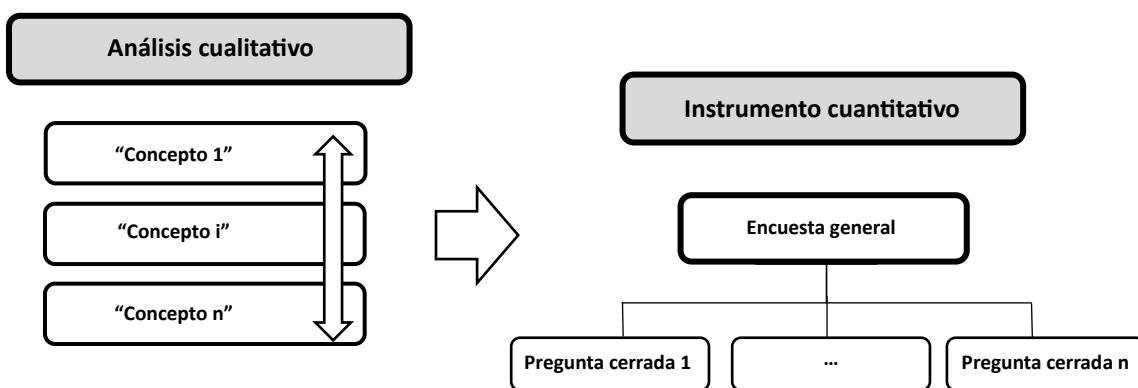 Análisis cualitativo
“Concepto 1”
“Concepto i”
“Concepto n”
Instrumento cuantitativo
Encuesta general
Pregunta cerrada 1
...
Pregunta cerrada n